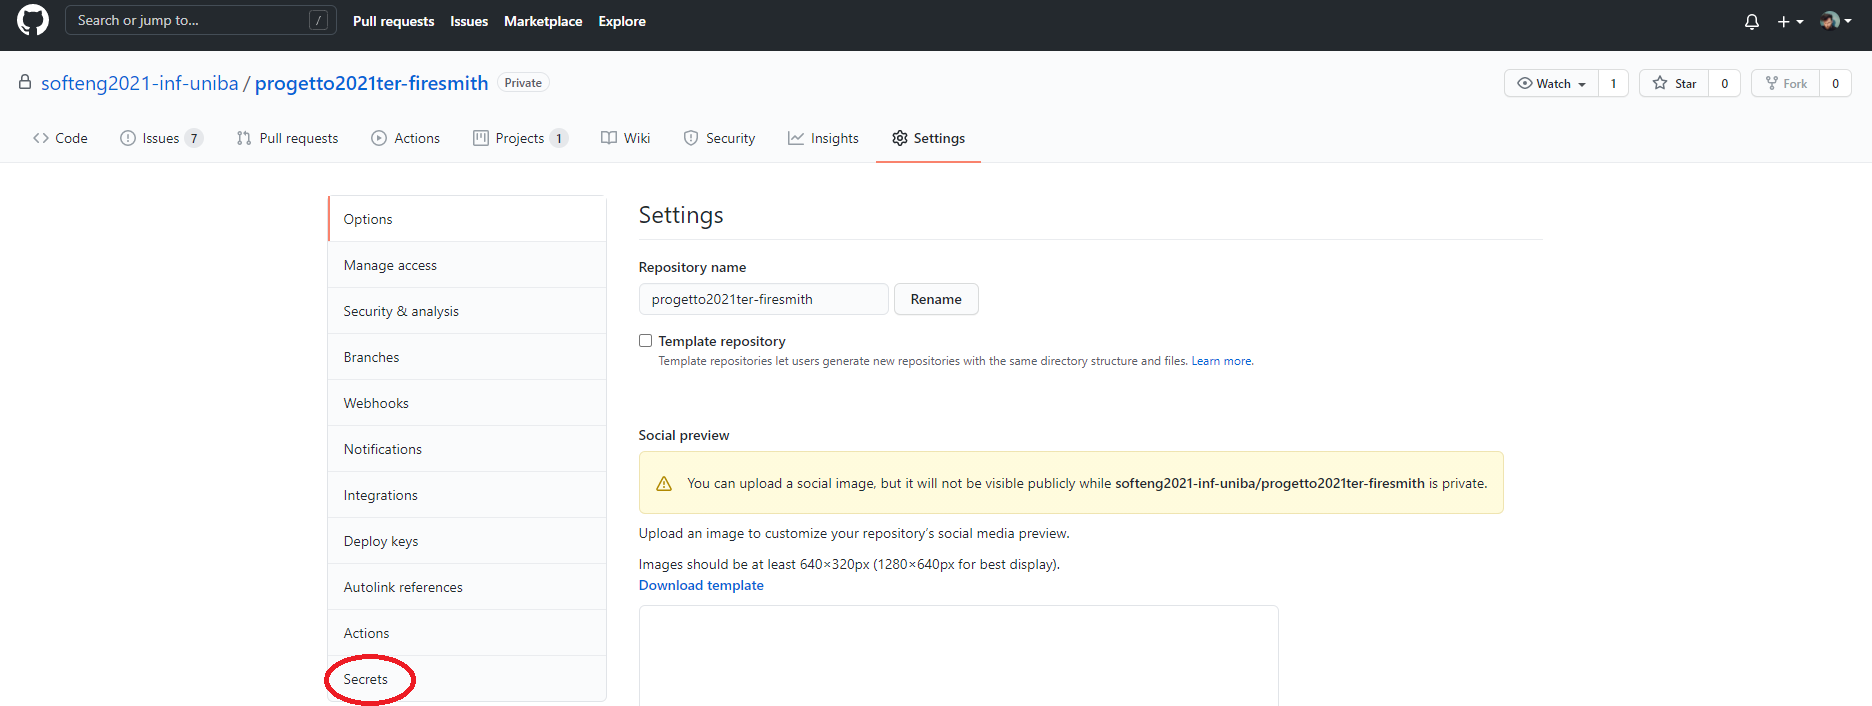 Search or jump to... /
Pull requests Issues Marketplace Explore
softeng2021-inf-uniba / progetto2021ter-firesmith Private
Watch 1 Star 0 Fork 0
Code Issues 7 Pull requests Actions Projects 1 Wiki Security Insights Settings
Options
Manage access
Security & analysis
Branches
Webhooks
Notifications
Integrations
Deploy keys
Autolink references
Actions
Secrets
Settings
Repository name
progetto2021ter-firesmith Rename
Template repository
Template repositories let users generate new repositories with the same directory structure and files. Learn more.
Social preview
You can upload a social image, but it will not be visible publicly while softeng2021-inf-uniba/progetto2021ter-firesmith is private.
Upload an image to customize your repository’s social media preview.
Images should be at least 640×320px (1280×640px for best display).
Download template